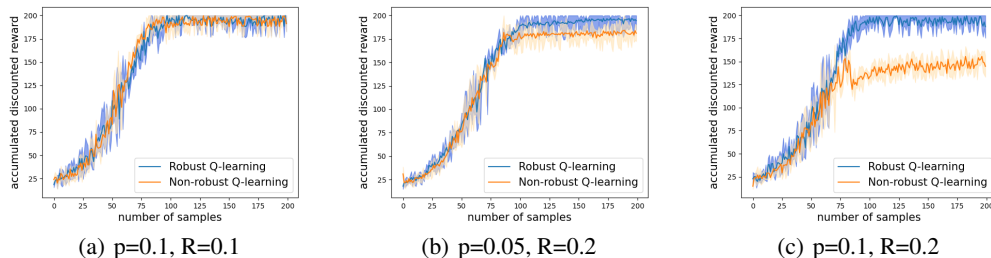 accumulated discounted reward
200
175
150
125
100
75
50
25
0 25 50 75 100 125 150 175 200
number of samples
Robust Q-learning
Non-robust Q-learning
(a) p=0.1, R=0.1
accumulated discounted reward
200
175
150
125
100
75
50
25
0 25 50 75 100 125 150 175 200
number of samples
Robust Q-learning
Non-robust Q-learning
(b) p=0.05, R=0.2
accumulated discounted reward
200
175
150
125
100
75
50
25
0 25 50 75 100 125 150 175 200
number of samples
Robust Q-learning
Non-robust Q-learning
(c) p=0.1, R=0.2